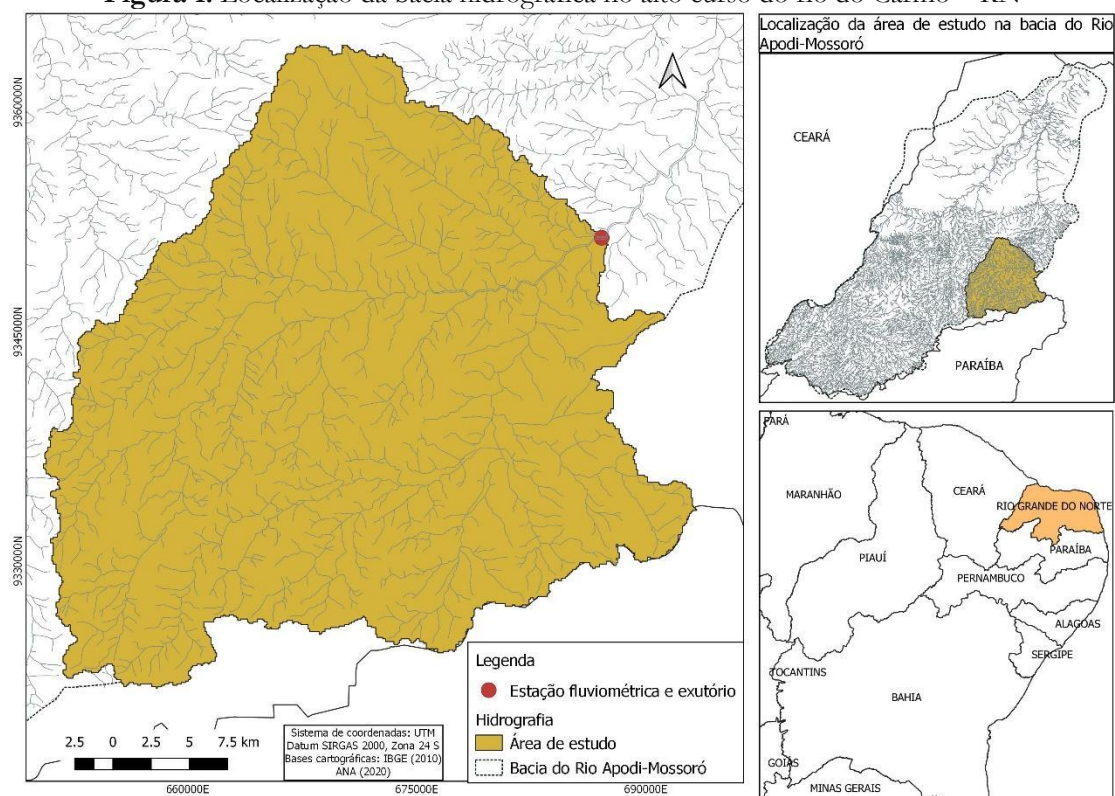 Figura 1. Localização da bacia hidrográfica no alto curso do rio do Carmo – RN
9360000N
9345000N
9330000N
660000E
675000E
690000E
2.5 0 2.5 5 7.5 km
Sistema de coordenadas: UTM
Datum SIRGAS 2000, Zona 24 S
Bases cartográficas: IBGE (2010)
ANA (2020)
Legenda
Estação fluviométrica e exutório
Hidrografia
Área de estudo
Bacia do Rio Apodi-Mossoró
Localização da área de estudo na bacia do Rio
Apodi-Mossoró
CEARÁ
PARAÍBA
PARÁ
MARANHÃO
CEARÁ
RIO GRANDE DO NORTE
PARAÍBA
PIAUÍ
PERNAMBUCO
ALAGOAS
SERGIPE
TOCANTINS
BAHIA
GOIÁS
MINAS GERAIS